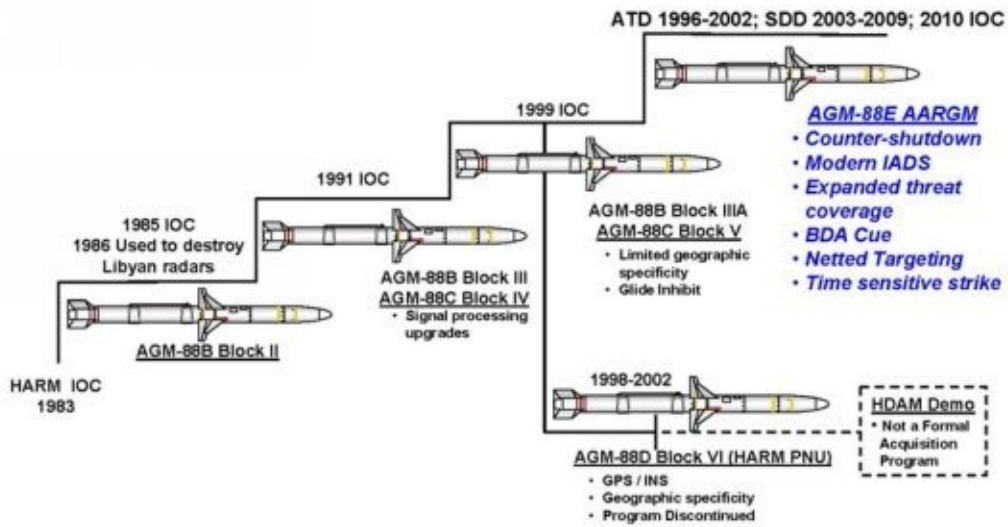 ATD 1996-2002; SDD 2003-2009; 2010 IOC
AGM-88E AARGM
• Counter-shutdown
• Modern IADS
• Expanded threat
coverage
• BDA Cue
• Netted Targeting
• Time sensitive strike
1999 IOC
AGM-88B Block IIIA
AGM-88C Block V
• Limited geographic
specificity
• Glide Inhibit
1991 IOC
AGM-88B Block III
AGM-88C Block IV
• Signal processing
upgrades
1985 IOC
1986 Used to destroy
Libyan radars
AGM-88B Block II
HARM IOC
1983
1998-2002
AGM-88D Block VI (HARM PNU)
• GPS / INS
• Geographic specificity
• Program Discontinued
HDAM Demo
• Not a Formal
Acquisition
Program